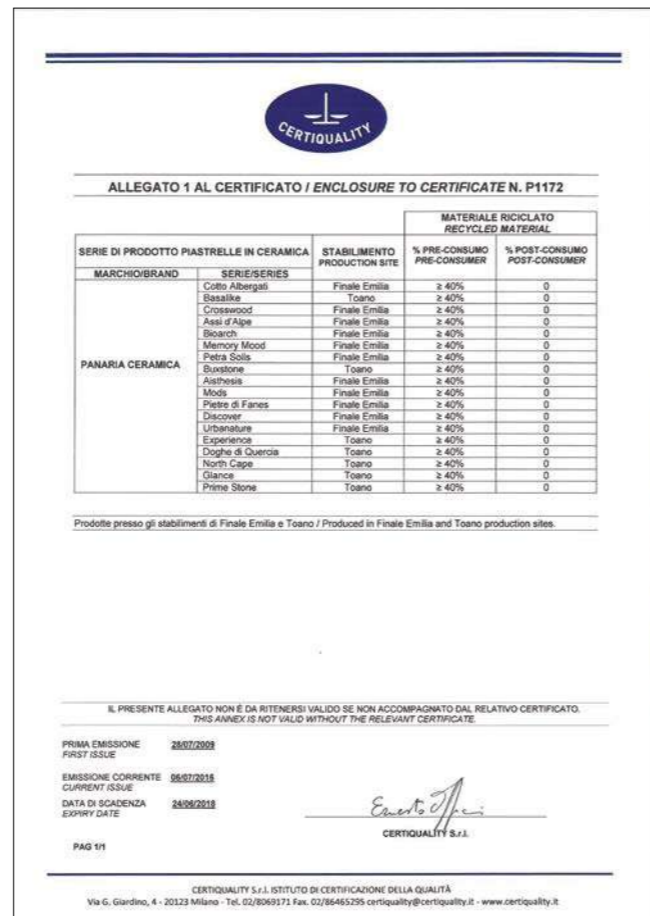 CERTIQUALITY
ALLEGATO 1 AL CERTIFICATO / ENCLOSURE TO CERTIFICATE N. P1172
MATERIALE RICICLATO
RECYCLED MATERIAL
SERIE DI PRODOTTO PIASTRELLE IN CERAMICA STABILIMENTO PRODUCTION SITE % PRE-CONSUMO PRE-CONSUMER % POST-CONSUMO POST-CONSUMER
MARCHIO/BRAND SERIE/SERIES
PANARIA CERAMICA
Cotto Albergati Finale Emilia ≥ 40% 0
Basalike Toano ≥ 40% 0
Crosswood Finale Emilia ≥ 40% 0
Assi d'Alpe Finale Emilia ≥ 40% 0
Bioarch Finale Emilia ≥ 40% 0
Memory Mood Finale Emilia ≥ 40% 0
Petra Solis Finale Emilia ≥ 40% 0
Buxstone Toano ≥ 40% 0
Aisthesis Finale Emilia ≥ 40% 0
Mods Finale Emilia ≥ 40% 0
Pietre di Fanes Finale Emilia ≥ 40% 0
Discover Finale Emilia ≥ 40% 0
Urbanature Finale Emilia ≥ 40% 0
Experience Toano ≥ 40% 0
Doghe di Quercia Toano ≥ 40% 0
North Cape Toano ≥ 40% 0
Glance Toano ≥ 40% 0
Prime Stone Toano ≥ 40% 0
Prodotte presso gli stabilimenti di Finale Emilia e Toano / Produced in Finale Emilia and Toano production sites.
IL PRESENTE ALLEGATO NON È DA RITENERSI VALIDO SE NON ACCOMPAGNATO DAL RELATIVO CERTIFICATO.
THIS ANNEX IS NOT VALID WITHOUT THE RELEVANT CERTIFICATE.
PRIMA EMISSIONE 28/07/2009
FIRST ISSUE
EMISSIONE CORRENTE 06/07/2016
CURRENT ISSUE
DATA DI SCADENZA 24/06/2018
EXPIRY DATE
CERTIQUALITY S.r.l.
PAG 1/1
CERTIQUALITY S.r.l. ISTITUTO DI CERTIFICAZIONE DELLA QUALITÀ
Via G. Giardino, 4 - 20123 Milano - Tel. 02/8069171 Fax. 02/86465295 certiquality@certiquality.it - www.certiquality.it